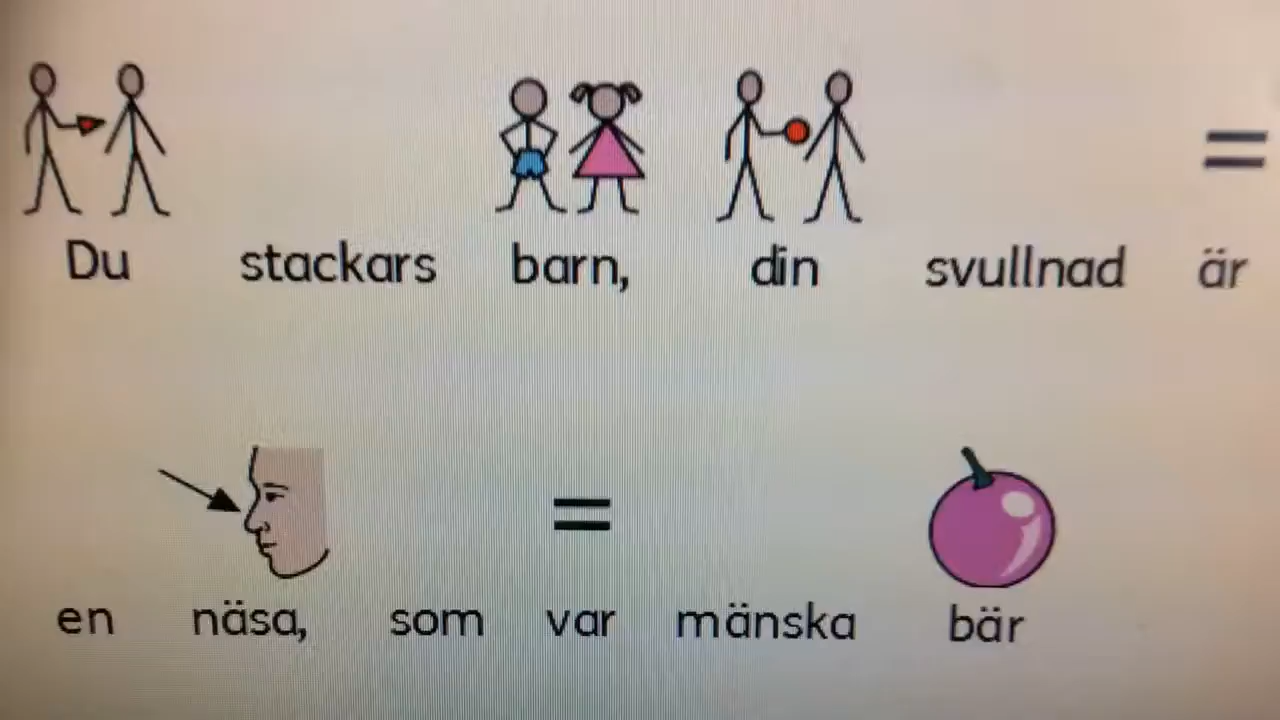 Du stackars barn, din svullnad är
en näsa, som var mänska bär